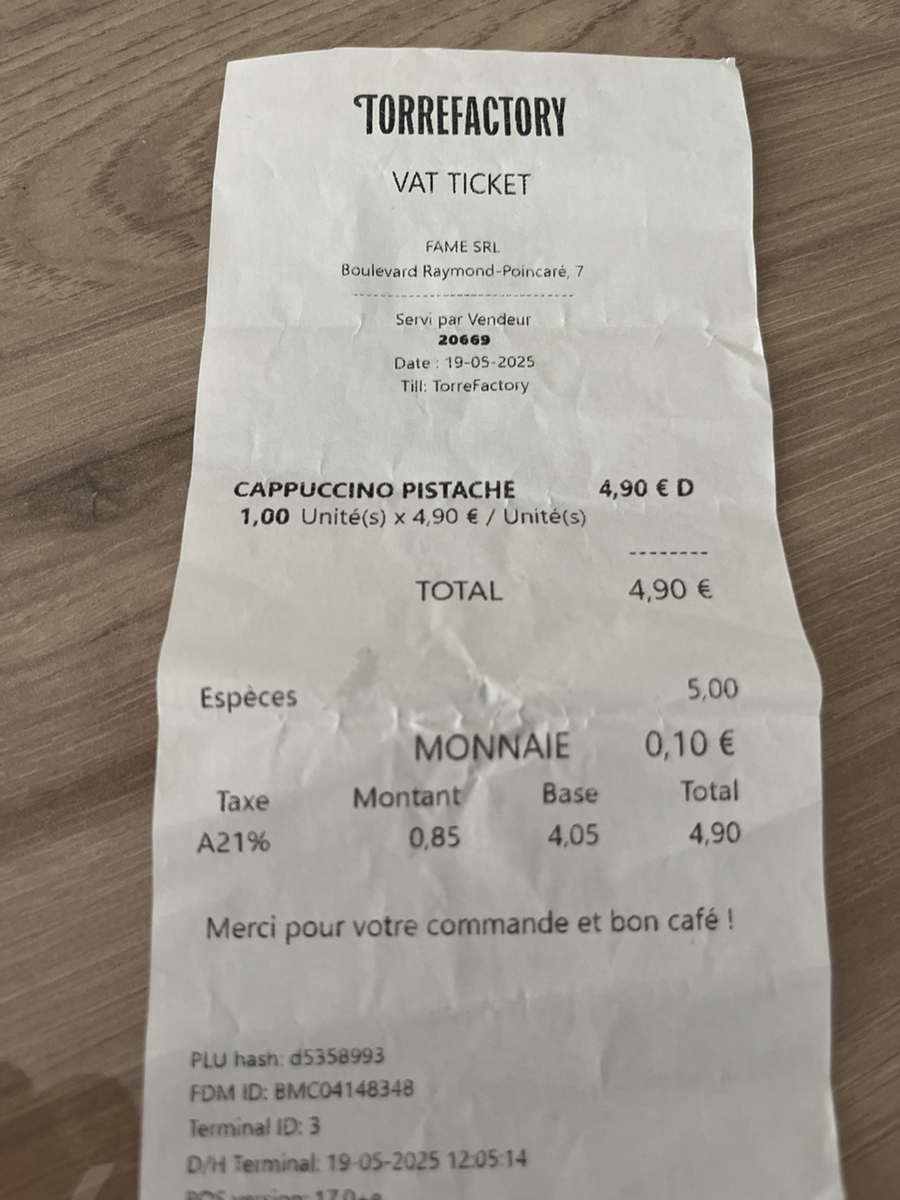 TORREFACTORY
VAT TICKET
FAME SRL
Boulevard Raymond-Poincaré, 7
Servi par Vendeur
20669
Date : 19-05-2025
Till: TorreFactory
CAPPUCCINO PISTACHE 4,90 € D
1,00 Unité(s) x 4,90 € / Unité(s)
--------
TOTAL 4,90 €
Espèces 5,00
MONNAIE 0,10 €
Taxe Montant Base Total
A21% 0,85 4,05 4,90
Merci pour votre commande et bon café !
PLU hash: d5358993
FDM ID: BMC04148348
Terminal ID: 3
D/H Terminal: 19-05-2025 12:05:14
POS version: